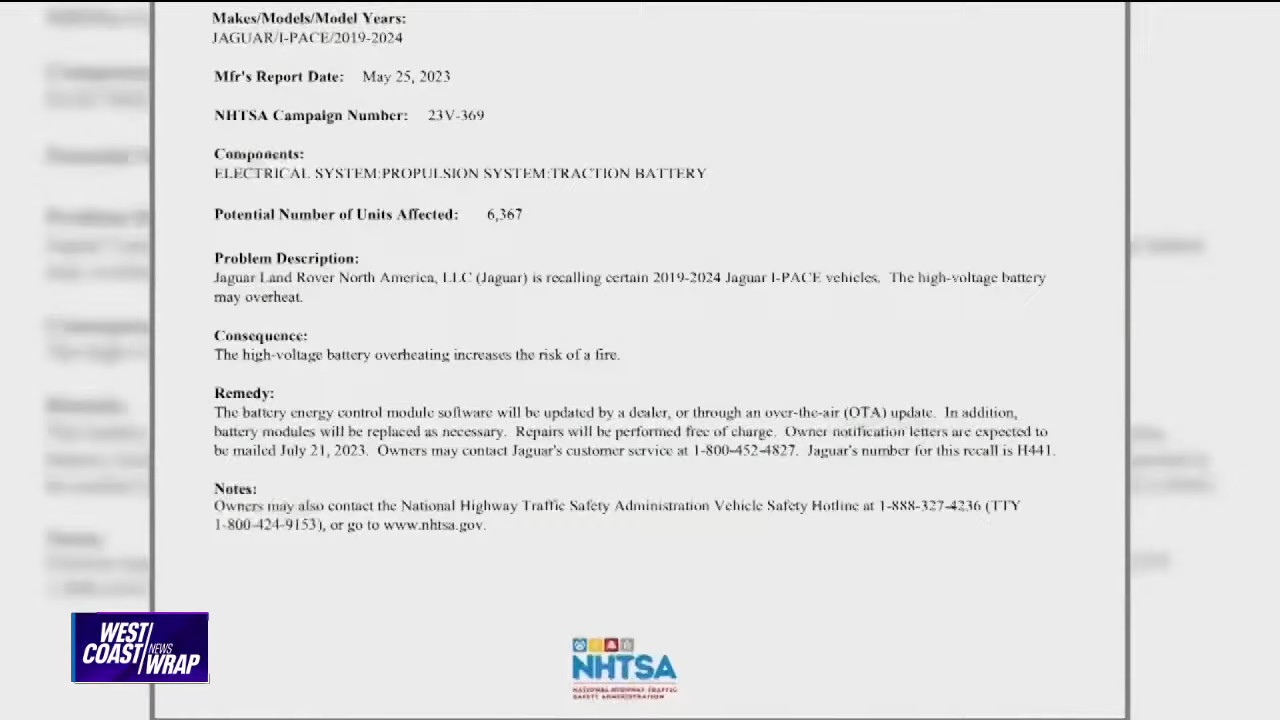 Makes/Models/Model Years:
JAGUAR/I-PACE/2019-2024
Mfr's Report Date: May 25, 2023
NHTSA Campaign Number: 23V-369
Components:
ELECTRICAL SYSTEM:PROPULSION SYSTEM:TRACTION BATTERY
Potential Number of Units Affected: 6,367
Problem Description:
Jaguar Land Rover North America, LLC (Jaguar) is recalling certain 2019-2024 Jaguar I-PACE vehicles. The high-voltage battery
may overheat.
Consequence:
The high-voltage battery overheating increases the risk of a fire.
Remedy:
The battery energy control module software will be updated by a dealer, or through an over-the-air (OTA) update. In addition,
battery modules will be replaced as necessary. Repairs will be performed free of charge. Owner notification letters are expected to
be mailed July 21, 2023. Owners may contact Jaguar's customer service at 1-800-452-4827. Jaguar's number for this recall is H441.
Notes:
Owners may also contact the National Highway Traffic Safety Administration Vehicle Safety Hotline at 1-888-327-4236 (TTY
1-800-424-9153), or go to www.nhtsa.gov.
WEST
COAST NEWS
WRAP
NHTSA
NATIONAL HIGHWAY TRAFFIC
SAFETY ADMINISTRATION